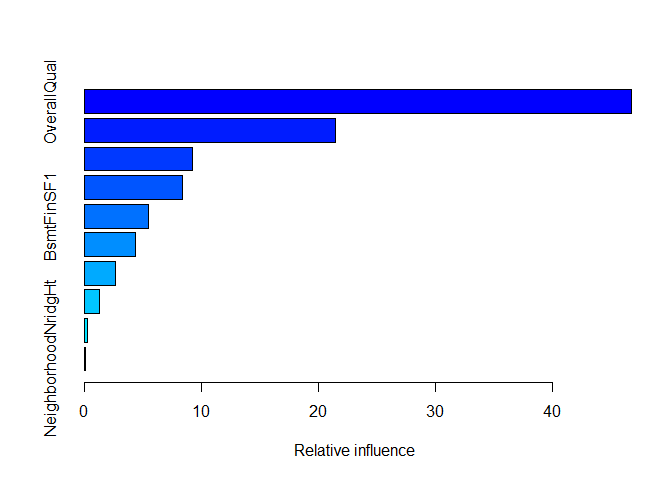 OverallQual
BsmtFinSF1
NeighborhoodNridgHt
0 10 20 30 40
Relative influence